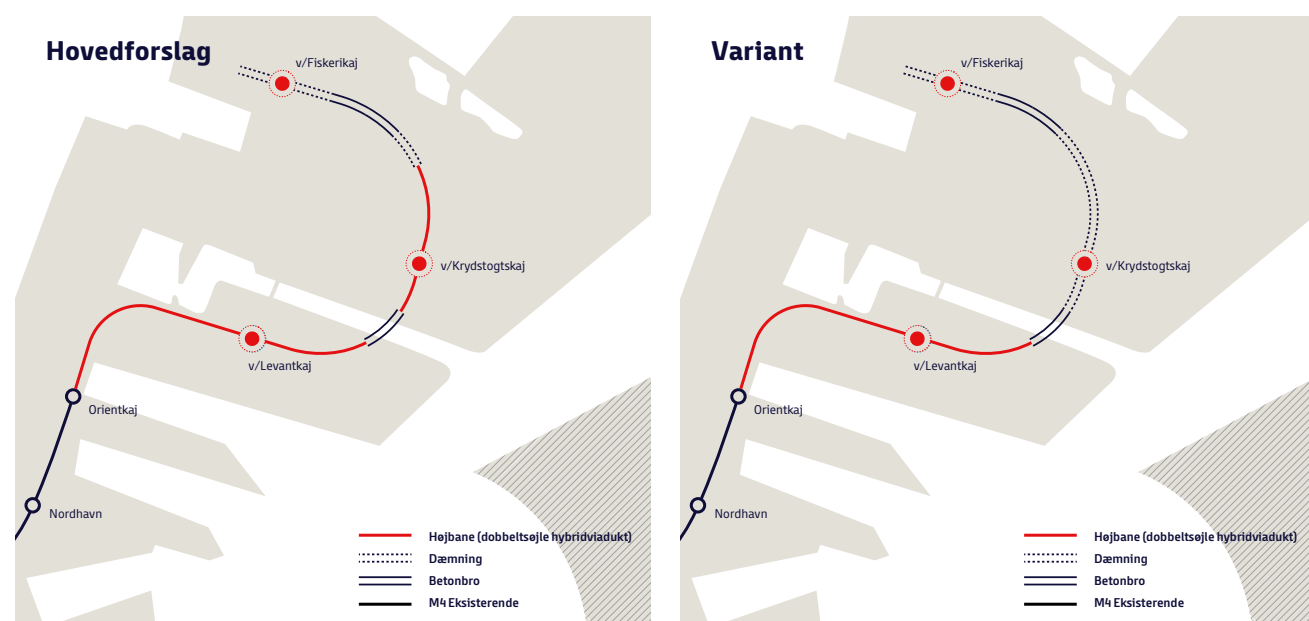 Hovedforslag
v/Fiskerikaj
v/Krydstogtskaj
v/Levantkaj
Orientkaj
Nordhavn
Højbane (dobbeltsøjle hybridviadukt)
Dæmning
Betonbro
M4 Eksisterende
Variant
v/Fiskerikaj
v/Krydstogtskaj
v/Levantkaj
Orientkaj
Nordhavn
Højbane (dobbeltsøjle hybridviadukt)
Dæmning
Betonbro
M4 Eksisterende